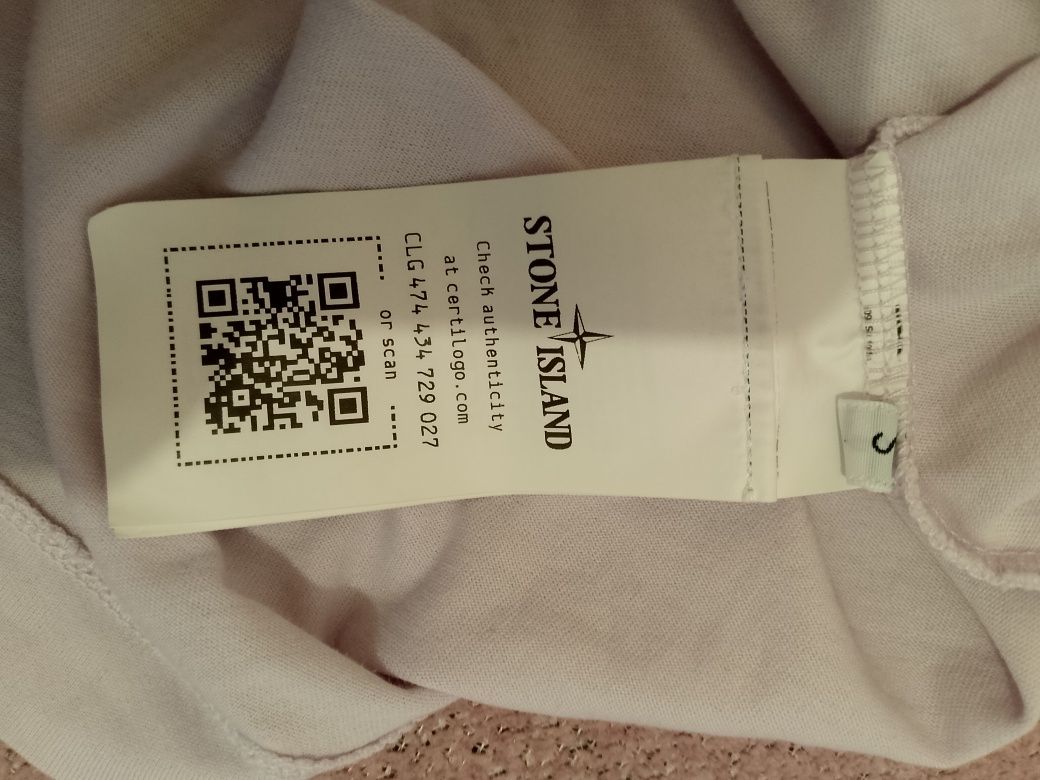 STONE ISLAND
Check authenticity
at certilogo.com
CLG 474 434 729 027
or scan
S